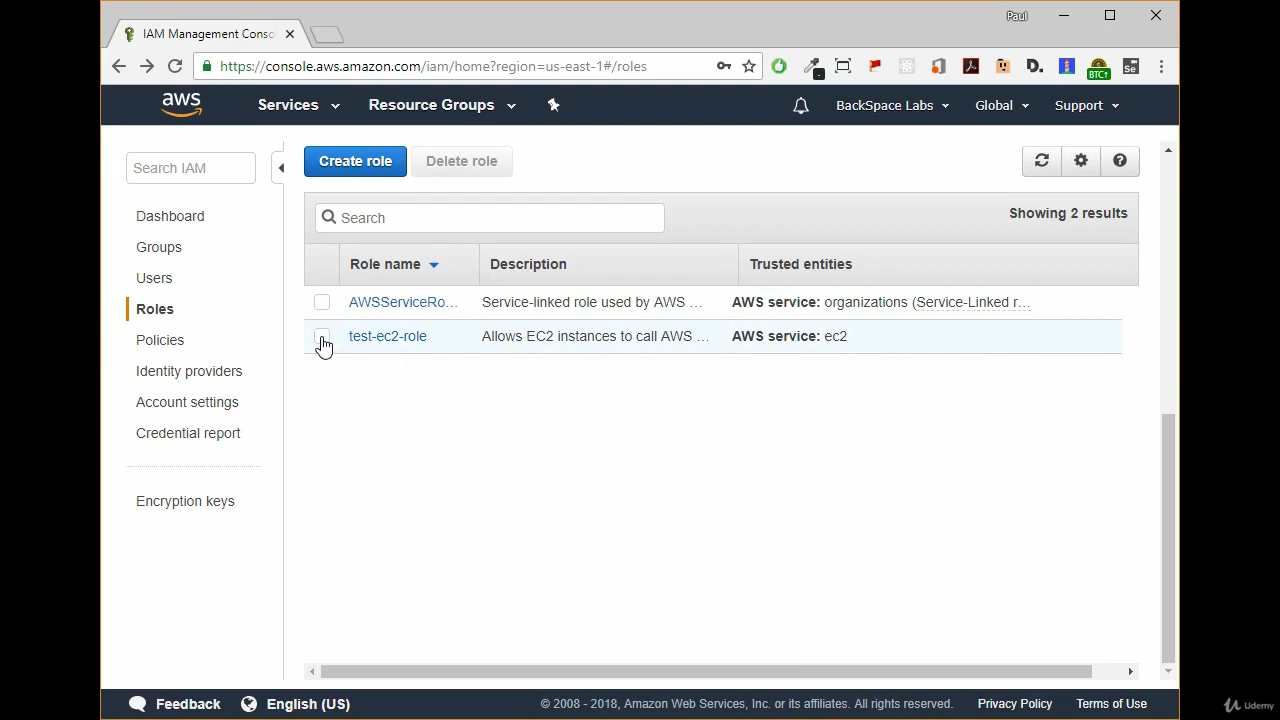 Paul
IAM Management Conso
https://console.aws.amazon.com/iam/home?region=us-east-1#/roles
D.
BTC↑
Se
aws
Services
Resource Groups
BackSpace Labs
Global
Support
Search IAM
Create role
Delete role
Search
Showing 2 results
Dashboard
Groups
Users
Roles
Policies
Identity providers
Account settings
Credential report
Encryption keys
Role name
Description
Trusted entities
AWSServiceRo...
Service-linked role used by AWS ...
AWS service: organizations (Service-Linked r...
test-ec2-role
Allows EC2 instances to call AWS ...
AWS service: ec2
Feedback
English (US)
© 2008 - 2018, Amazon Web Services, Inc. or its affiliates. All rights reserved.
Privacy Policy
Terms of Use
Udemy